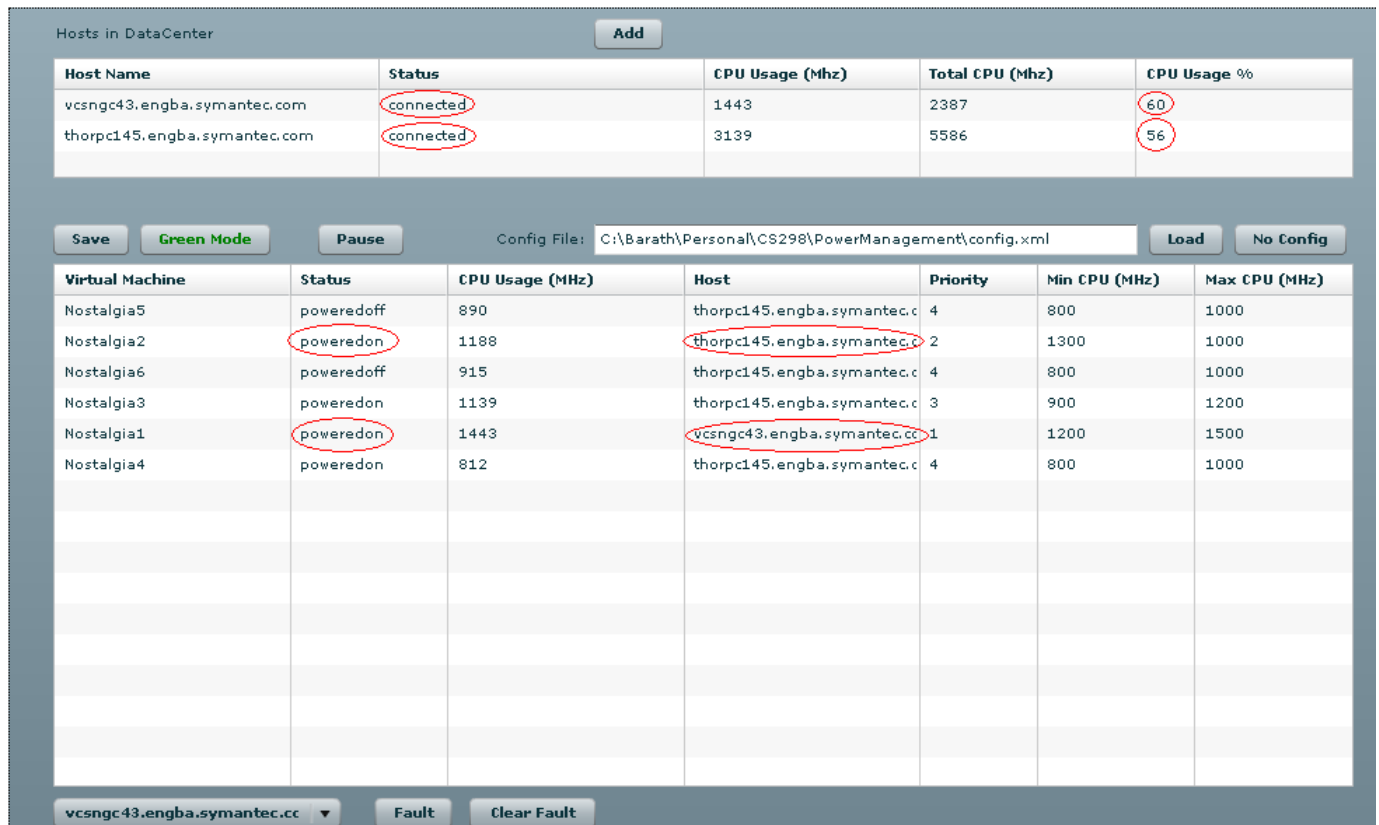 Hosts in DataCenter Add
Host Name Status CPU Usage (Mhz) Total CPU (Mhz) CPU Usage %
vcsngc43.engba.symantec.com connected 1443 2387 60
thorpc145.engba.symantec.com connected 3139 5586 56
Save Green Mode Pause Config File: C:\Barath\Personal\CS298\PowerManagement\config.xml Load No Config
Virtual Machine Status CPU Usage (MHz) Host Priority Min CPU (MHz) Max CPU (MHz)
Nostalgia5 poweredoff 890 thorpc145.engba.symantec.c 4 800 1000
Nostalgia2 poweredon 1188 thorpc145.engba.symantec.c 2 1300 1000
Nostalgia6 poweredoff 915 thorpc145.engba.symantec.c 4 800 1000
Nostalgia3 poweredon 1139 thorpc145.engba.symantec.c 3 900 1200
Nostalgia1 poweredon 1443 vcsngc43.engba.symantec.cc 1 1200 1500
Nostalgia4 poweredon 812 thorpc145.engba.symantec.c 4 800 1000
vcsngc43.engba.symantec.cc Fault Clear Fault